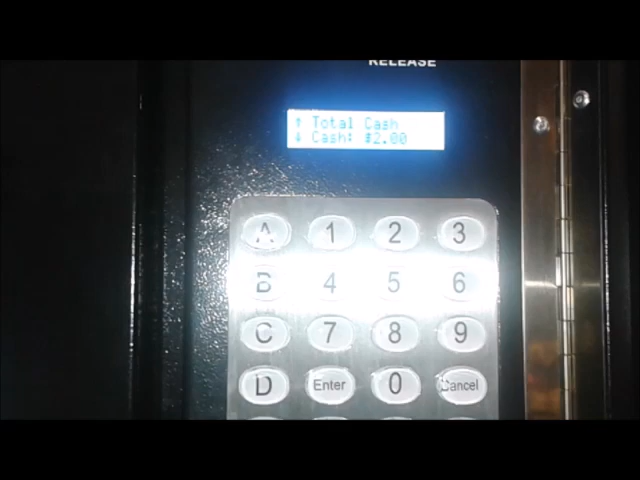 RELEASE
↑ Total Cash
↓ Cash: $2.00
A 1 2 3
B 4 5 6
C 7 8 9
D Enter 0 Cancel